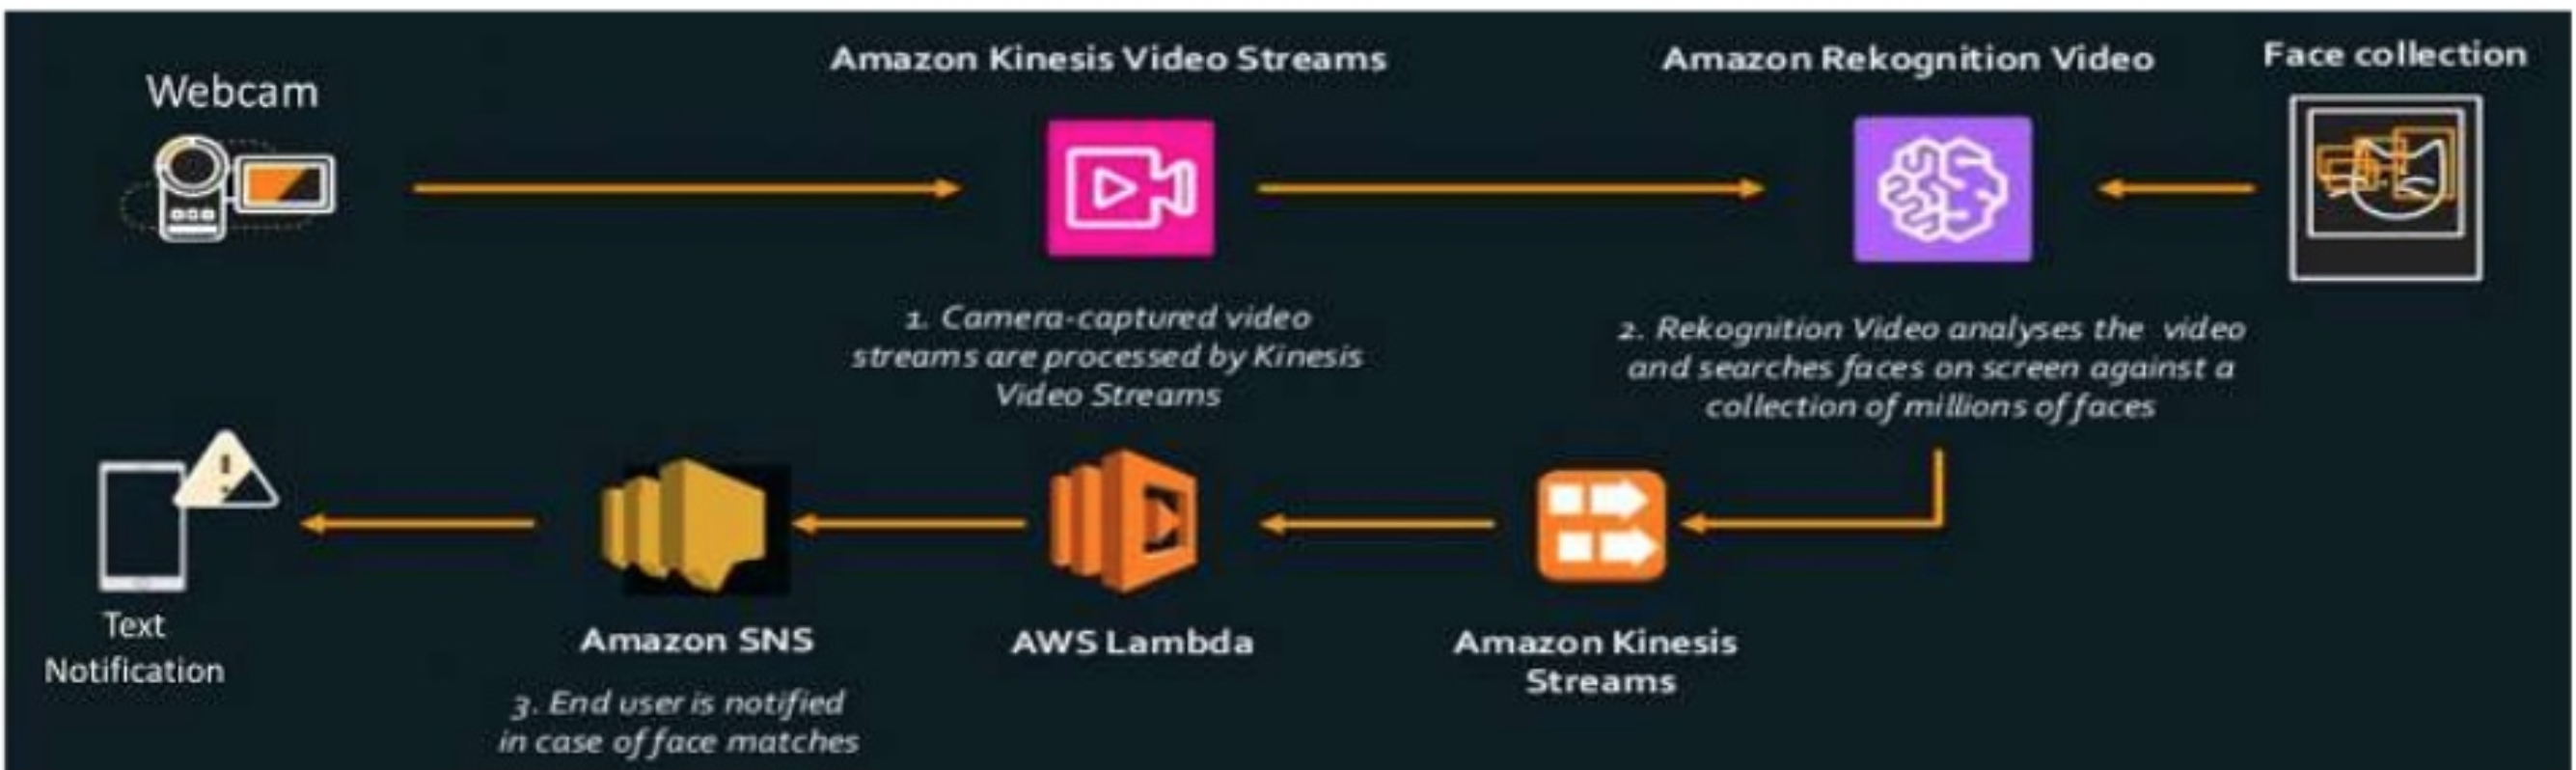 Webcam
Amazon Kinesis Video Streams
Amazon Rekognition Video
Face collection
1. Camera-captured video
streams are processed by Kinesis
Video Streams
2. Rekognition Video analyses the video
and searches faces on screen against a
collection of millions of faces
Text
Notification
Amazon SNS
3. End user is notified
in case of face matches
AWS Lambda
Amazon Kinesis
Streams